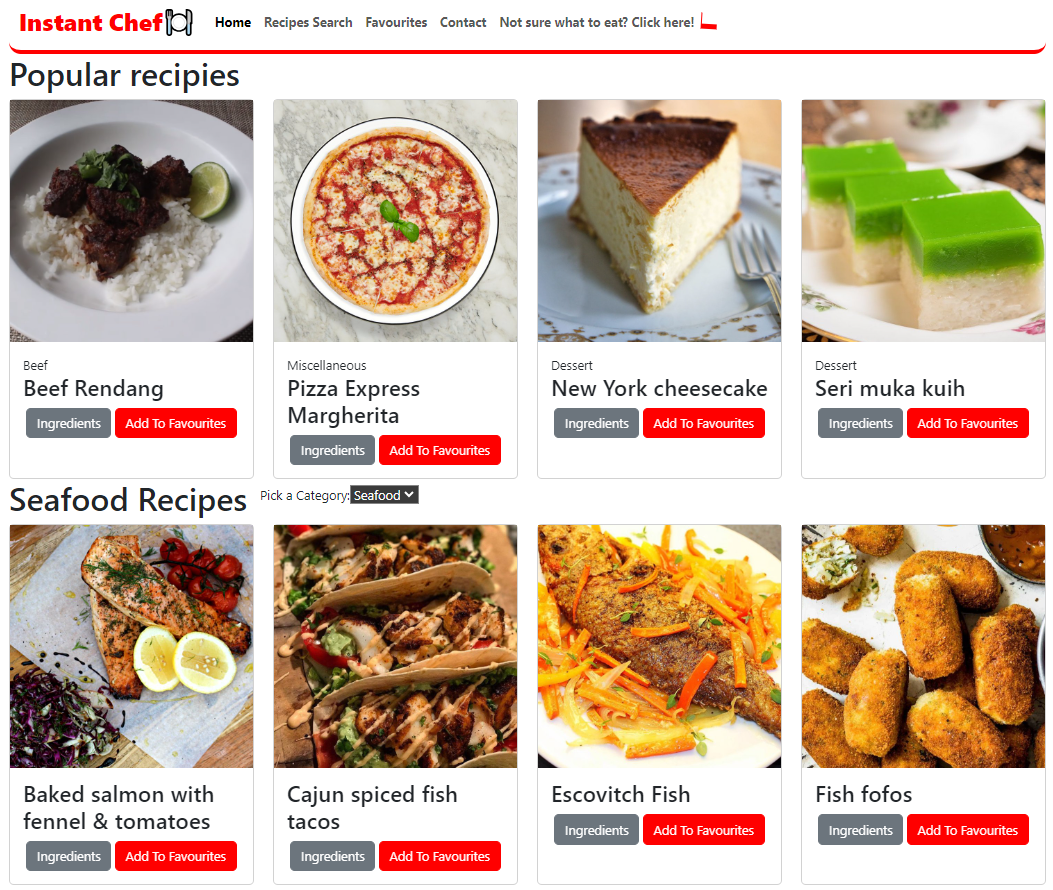 Instant Chef
Home Recipes Search Favourites Contact Not sure what to eat? Click here!
Popular recipies
Beef
Beef Rendang
Ingredients Add To Favourites
Miscellaneous
Pizza Express
Margherita
Ingredients Add To Favourites
Dessert
New York cheesecake
Ingredients Add To Favourites
Dessert
Seri muka kuih
Ingredients Add To Favourites
Seafood Recipes Pick a Category: Seafood
Baked salmon with
fennel & tomatoes
Ingredients Add To Favourites
Cajun spiced fish
tacos
Ingredients Add To Favourites
Escovitch Fish
Ingredients Add To Favourites
Fish fofos
Ingredients Add To Favourites